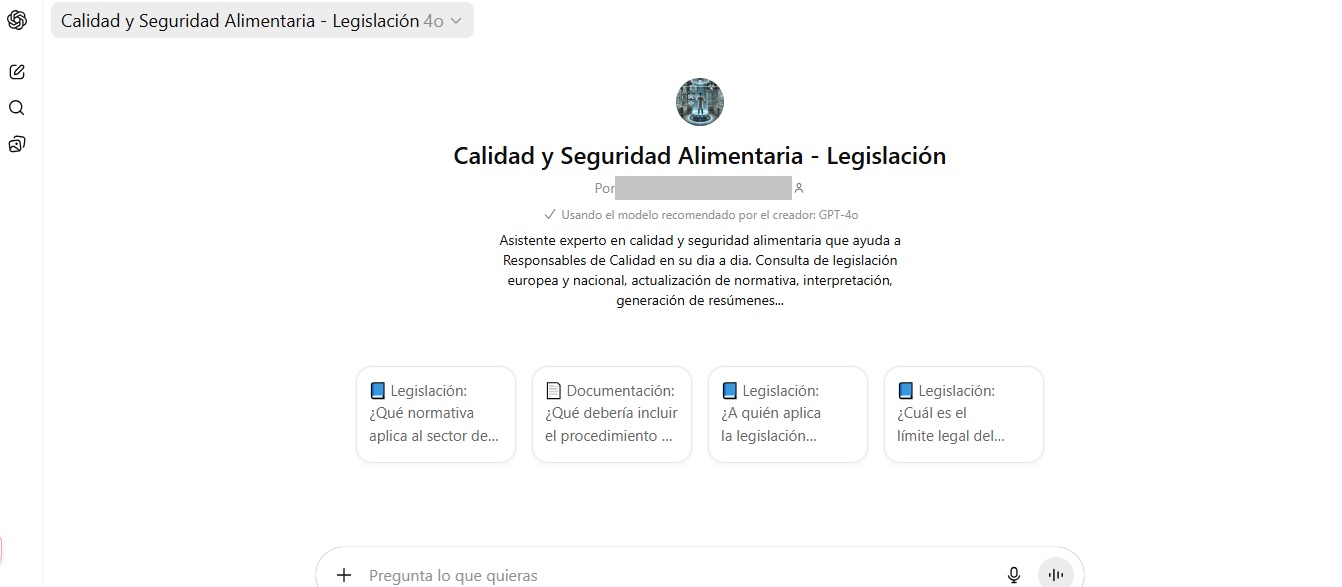 Calidad y Seguridad Alimentaria - Legislación 4o
Calidad y Seguridad Alimentaria - Legislación
Por
Usando el modelo recomendado por el creador: GPT-4o
Asistente experto en calidad y seguridad alimentaria que ayuda a
Responsables de Calidad en su dia a dia. Consulta de legislación
europea y nacional, actualización de normativa, interpretación,
generación de resúmenes...
Legislación:
¿Qué normativa
aplica al sector de...
Documentación:
¿Qué debería incluir
el procedimiento ...
Legislación:
¿A quién aplica
la legislación...
Legislación:
¿Cuál es el
límite legal del...
Pregunta lo que quieras